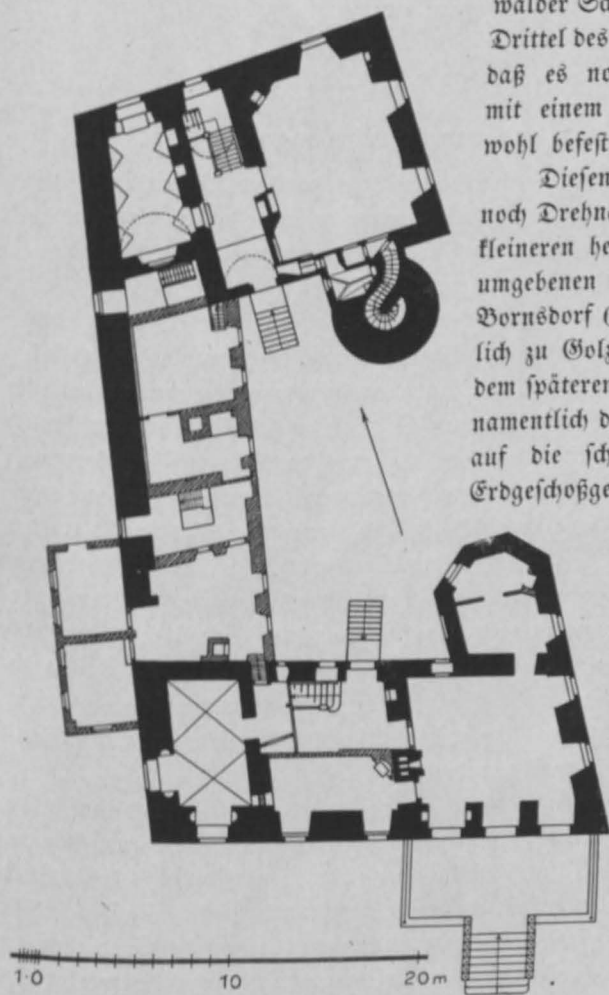 walder Sch
Drittel des
daß es no
mit einem
wohl befest
Diesen
noch Drehna
kleineren he
umgebenen
Bornsdorf (
lich zu Golz
dem späteren
namentlich d
auf die sch
Erdgeschoßge
1·0 10 20 m